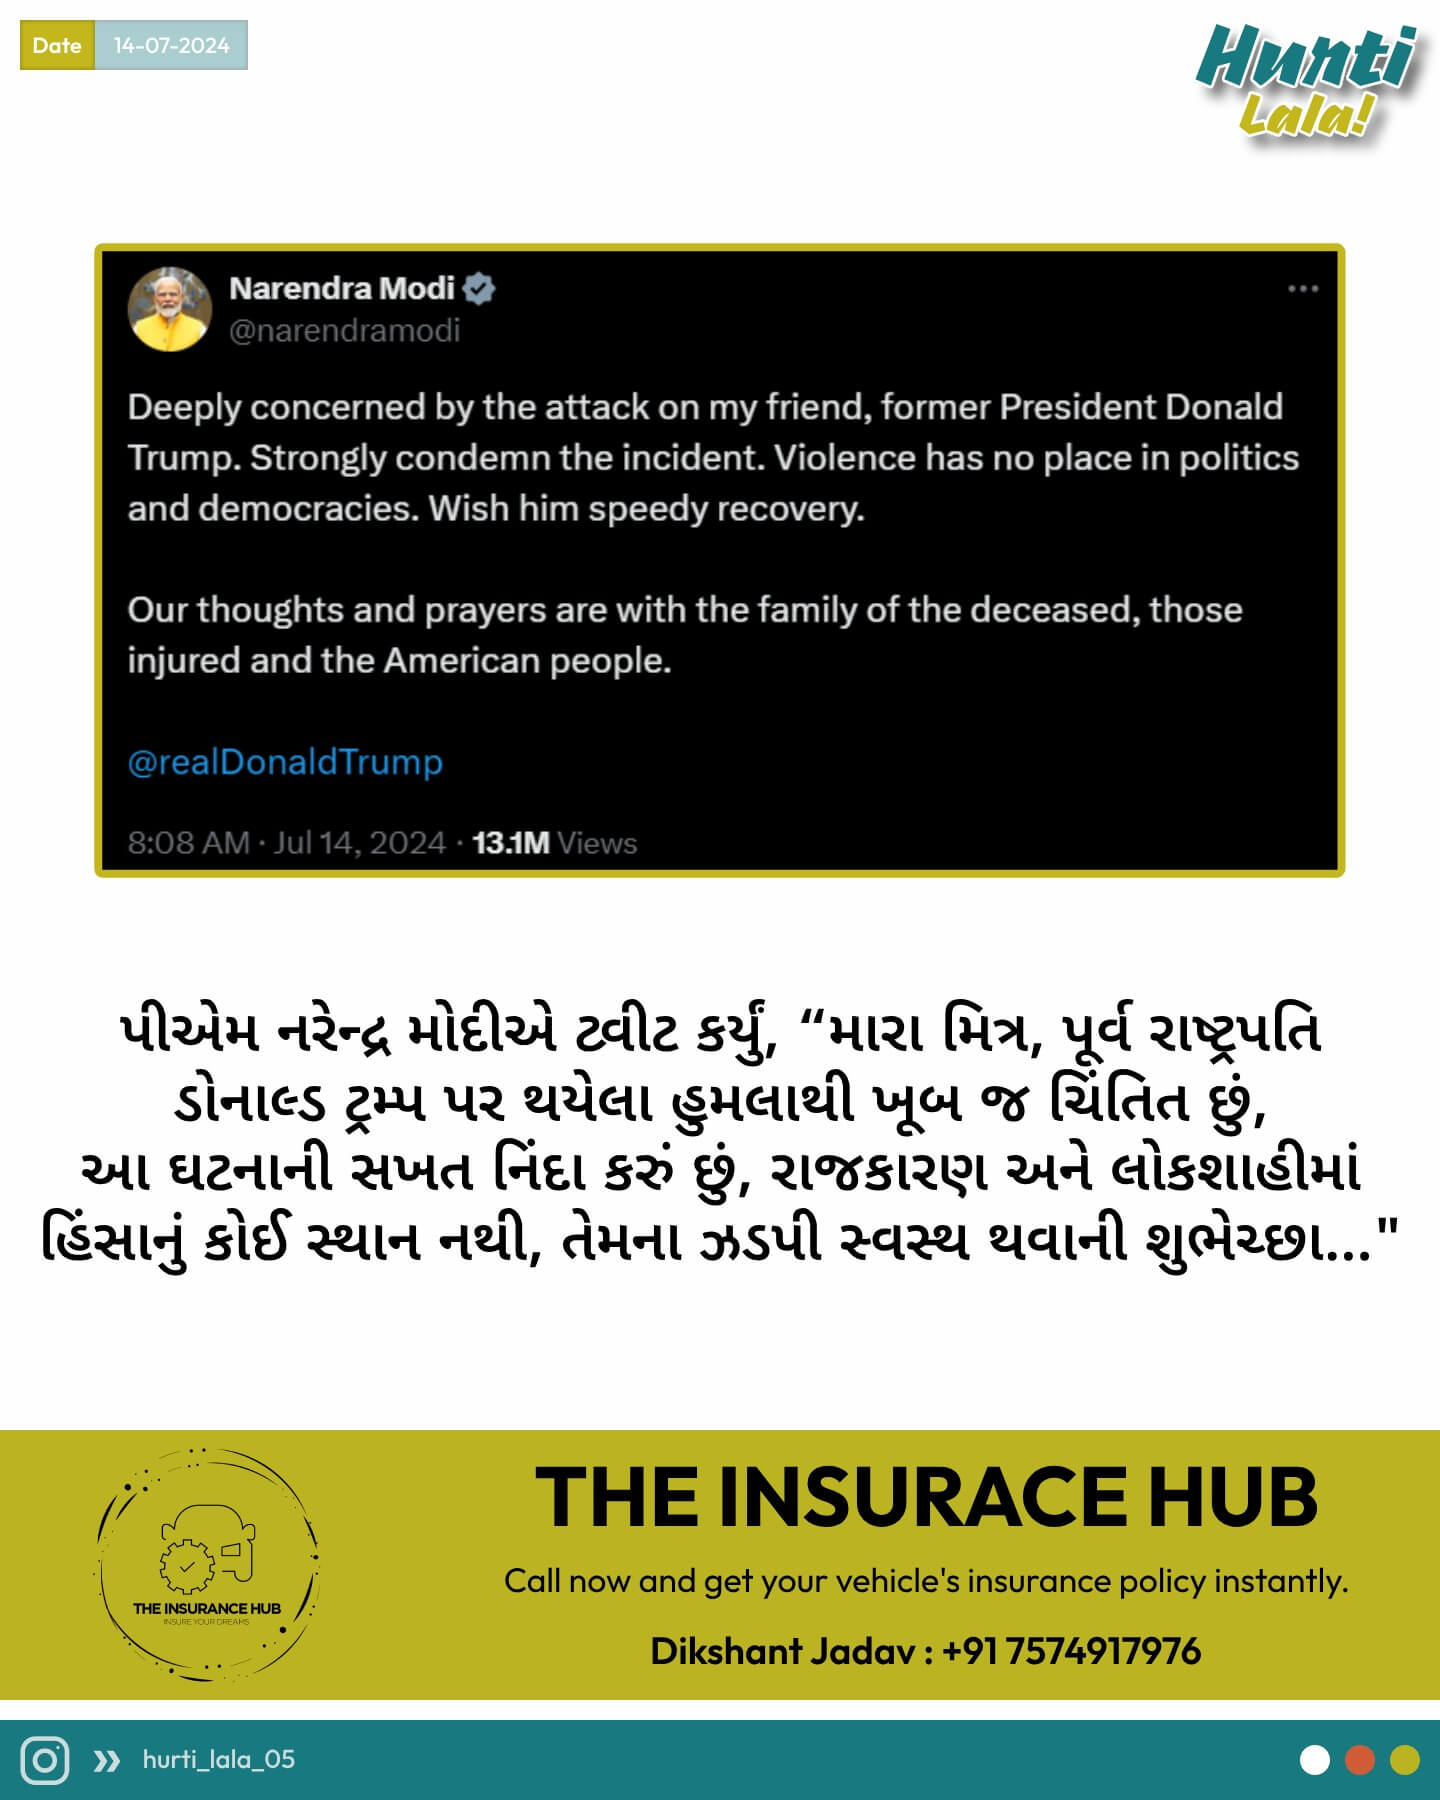 Date 14-07-2024
Hurti
Lala!
Narendra Modi
@narendramodi
Deeply concerned by the attack on my friend, former President Donald
Trump. Strongly condemn the incident. Violence has no place in politics
and democracies. Wish him speedy recovery.
Our thoughts and prayers are with the family of the deceased, those
injured and the American people.
@realDonaldTrump
8:08 AM · Jul 14, 2024 · 13.1M Views
પીએમ નરેન્દ્ર મોદીએ ટ્વીટ કર્યું, “મારા મિત્ર, પૂર્વ રાષ્ટ્રપતિ
ડોનાલ્ડ ટ્રમ્પ પર થયેલા હુમલાથી ખૂબ જ ચિંતિત છું,
આ ઘટનાની સખત નિંદા કરું છું, રાજકારણ અને લોકશાહીમાં
હિંસાનું કોઈ સ્થાન નથી, તેમના ઝડપી સ્વસ્થ થવાની શુભેચ્છા..."
THE INSURACE HUB
Call now and get your vehicle's insurance policy instantly.
Dikshant Jadav : +91 7574917976
THE INSURANCE HUB
INSURE YOUR DREAMS
hurti_lala_05